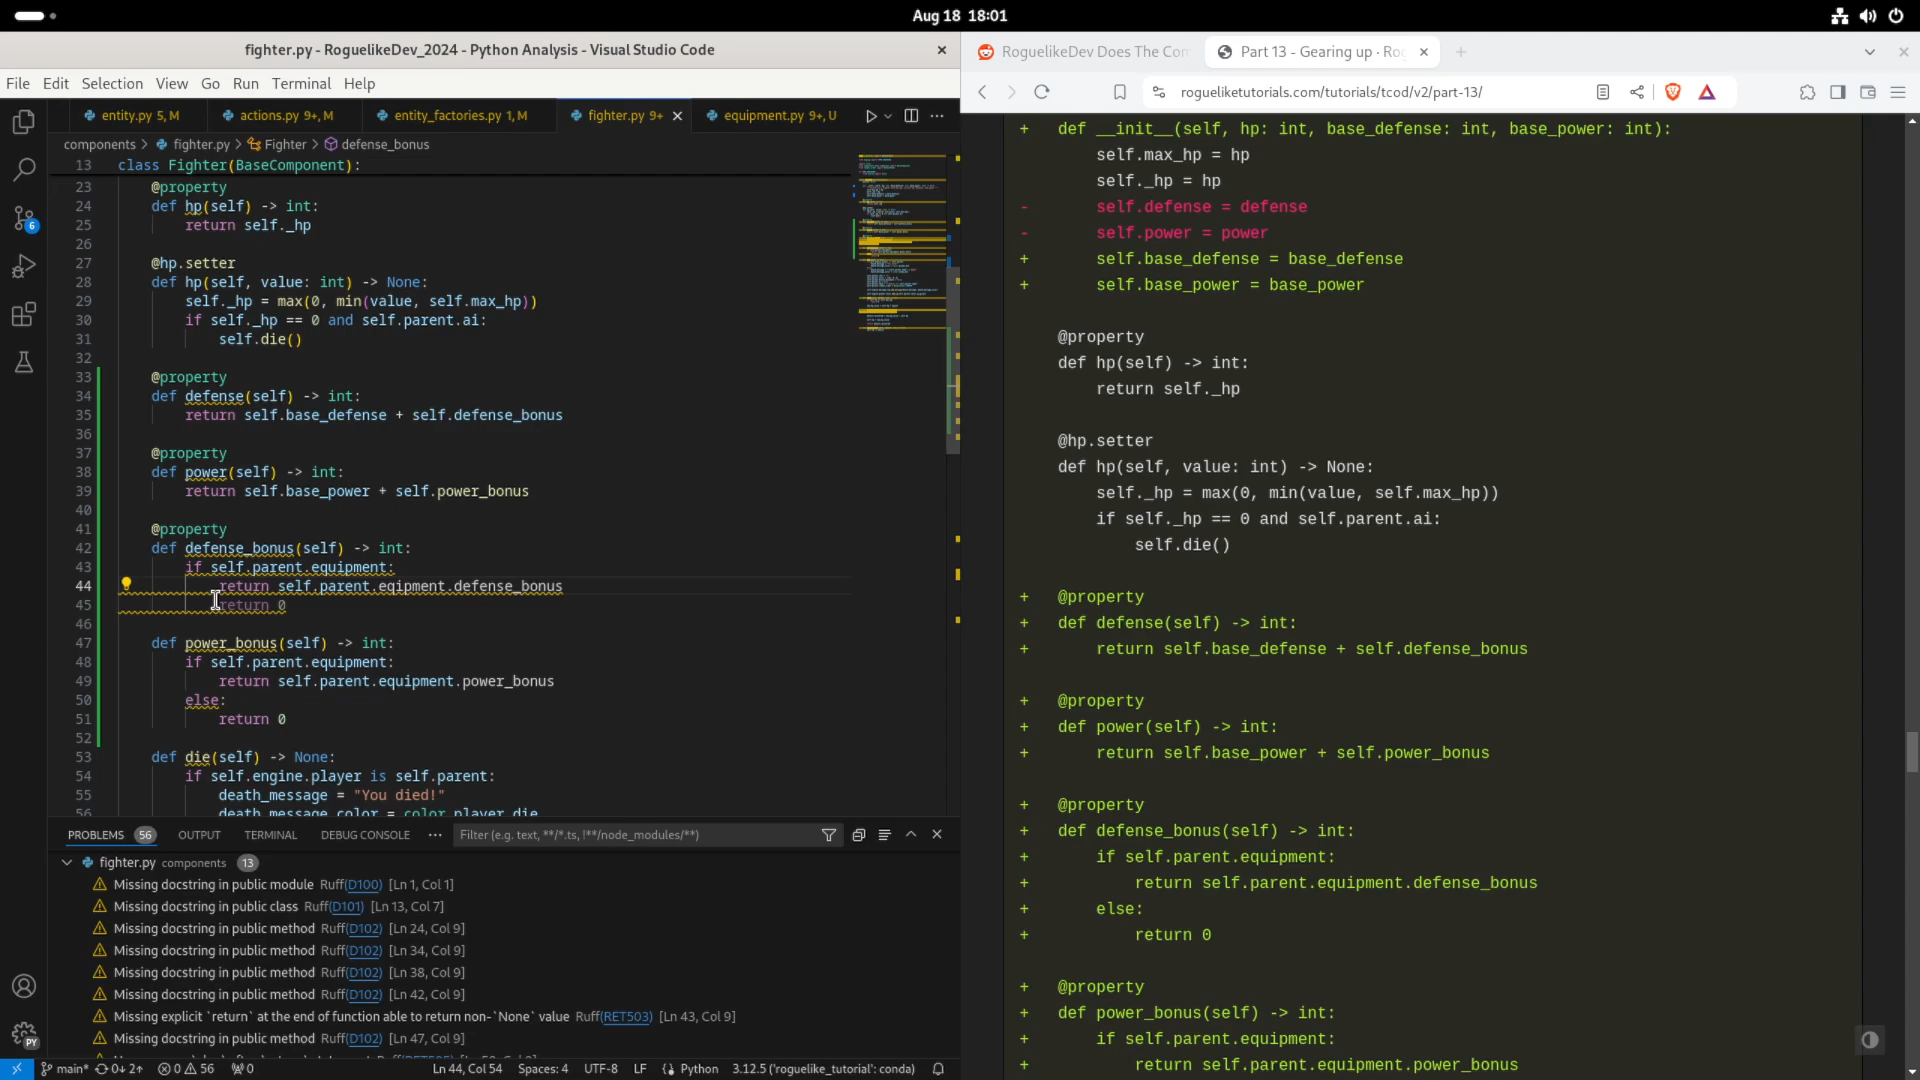 Aug 18 18:01
fighter.py - RoguelikeDev_2024 - Python Analysis - Visual Studio Code
File Edit Selection View Go Run Terminal Help
entity.py 5, M
actions.py 9+, M
entity_factories.py 1, M
fighter.py 9+
equipment.py 9+, U
components > fighter.py > Fighter > defense_bonus
13 class Fighter(BaseComponent):
23 @property
24 def hp(self) -> int:
25 return self._hp
26
27 @hp.setter
28 def hp(self, value: int) -> None:
29 self._hp = max(0, min(value, self.max_hp))
30 if self._hp == 0 and self.parent.ai:
31 self.die()
32
33 @property
34 def defense(self) -> int:
35 return self.base_defense + self.defense_bonus
36
37 @property
38 def power(self) -> int:
39 return self.base_power + self.power_bonus
40
41 @property
42 def defense_bonus(self) -> int:
43 if self.parent.equipment:
44 return self.parent.eqipment.defense_bonus
45 return 0
46
47 def power_bonus(self) -> int:
48 if self.parent.equipment:
49 return self.parent.equipment.power_bonus
50 else:
51 return 0
52
53 def die(self) -> None:
54 if self.engine.player is self.parent:
55 death_message = "You died!"
56 death_message_color = color.player_die
PROBLEMS 56 OUTPUT TERMINAL DEBUG CONSOLE Filter (e.g. text, **/*.ts, !**/node_modules/**)
fighter.py components 13
Missing docstring in public module Ruff(D100) [Ln 1, Col 1]
Missing docstring in public class Ruff(D101) [Ln 13, Col 7]
Missing docstring in public method Ruff(D102) [Ln 24, Col 9]
Missing docstring in public method Ruff(D102) [Ln 34, Col 9]
Missing docstring in public method Ruff(D102) [Ln 38, Col 9]
Missing docstring in public method Ruff(D102) [Ln 42, Col 9]
Missing explicit `return` at the end of function able to return non-`None` value Ruff(RET503) [Ln 43, Col 9]
Missing docstring in public method Ruff(D102) [Ln 47, Col 9]
6
PY
main* 0↓ 2↑ 0 56 0 Ln 44, Col 54 Spaces: 4 UTF-8 LF Python 3.12.5 ('roguelike_tutorial': conda)
RoguelikeDev Does The Com
Part 13 - Gearing up · Rog
rogueliketutorials.com/tutorials/tcod/v2/part-13/
+ def __init__(self, hp: int, base_defense: int, base_power: int):
self.max_hp = hp
self._hp = hp
- self.defense = defense
- self.power = power
+ self.base_defense = base_defense
+ self.base_power = base_power
@property
def hp(self) -> int:
return self._hp
@hp.setter
def hp(self, value: int) -> None:
self._hp = max(0, min(value, self.max_hp))
if self._hp == 0 and self.parent.ai:
self.die()
+ @property
+ def defense(self) -> int:
+ return self.base_defense + self.defense_bonus
+ @property
+ def power(self) -> int:
+ return self.base_power + self.power_bonus
+ @property
+ def defense_bonus(self) -> int:
+ if self.parent.equipment:
+ return self.parent.equipment.defense_bonus
+ else:
+ return 0
+ @property
+ def power_bonus(self) -> int:
+ if self.parent.equipment:
+ return self.parent.equipment.power_bonus